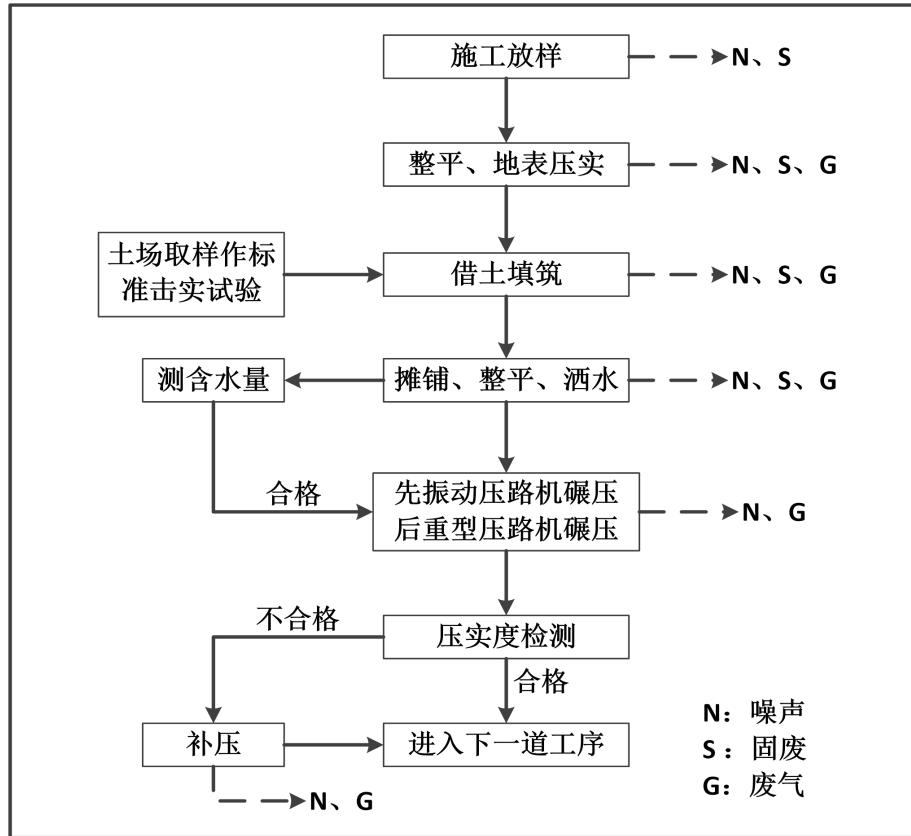 施工放样
N、S
整平、地表压实
N、S、G
土场取样作标
准击实试验
借土填筑
N、S、G
测含水量
摊铺、整平、洒水
N、S、G
合格
先振动压路机碾压
后重型压路机碾压
N、G
不合格
压实度检测
合格
补压
进入下一道工序
N、G
N：噪声
S：固废
G：废气